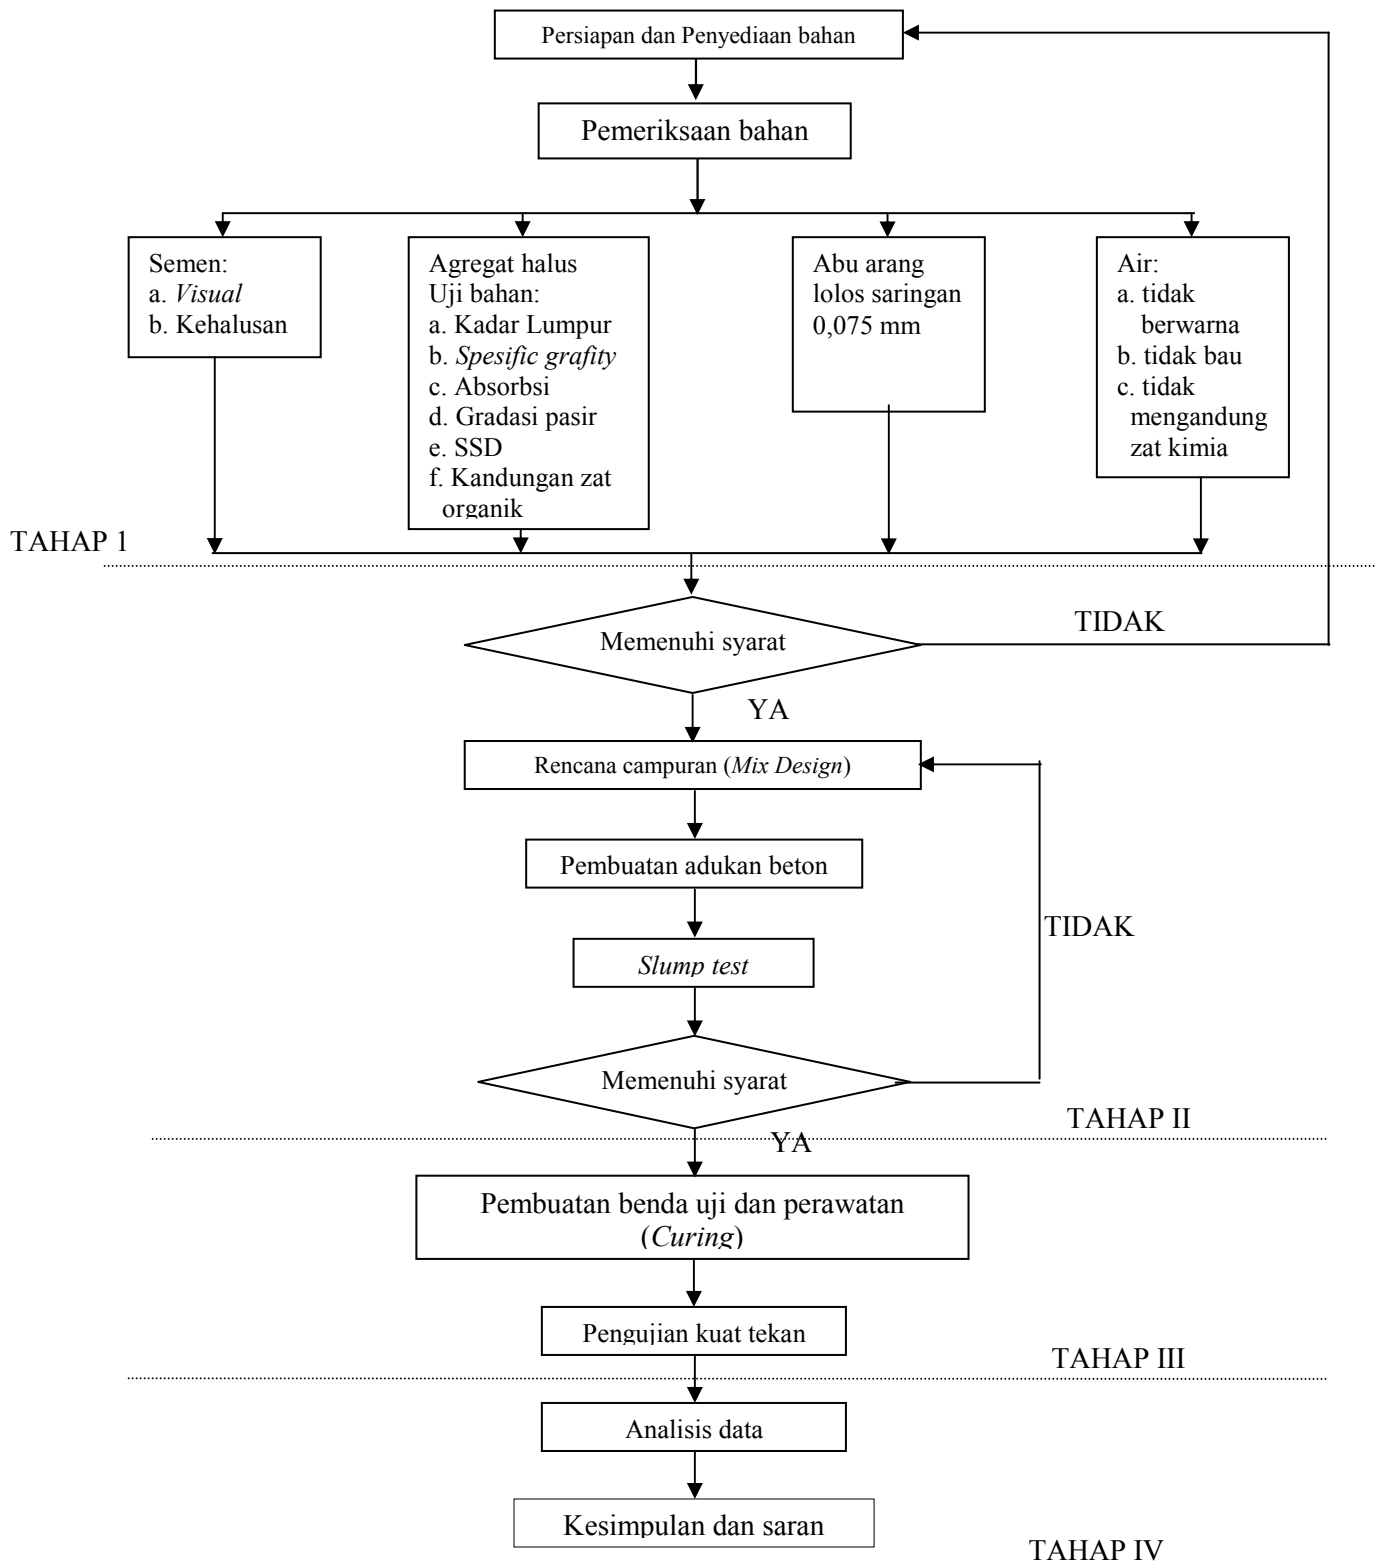 Persiapan dan Penyediaan bahan
Pemeriksaan bahan
Semen:
a. Visual
b. Kehalusan
Agregat halus
Uji bahan:
a. Kadar Lumpur
b. Spesific grafity
c. Absorbsi
d. Gradasi pasir
e. SSD
f. Kandungan zat
organik
Abu arang
lolos saringan
0,075 mm
Air:
a. tidak
berwarna
b. tidak bau
c. tidak
mengandung
zat kimia
TAHAP 1
Memenuhi syarat
TIDAK
YA
Rencana campuran (Mix Design)
Pembuatan adukan beton
TIDAK
Slump test
Memenuhi syarat
TAHAP II
YA
Pembuatan benda uji dan perawatan
(Curing)
Pengujian kuat tekan
TAHAP III
Analisis data
Kesimpulan dan saran
TAHAP IV